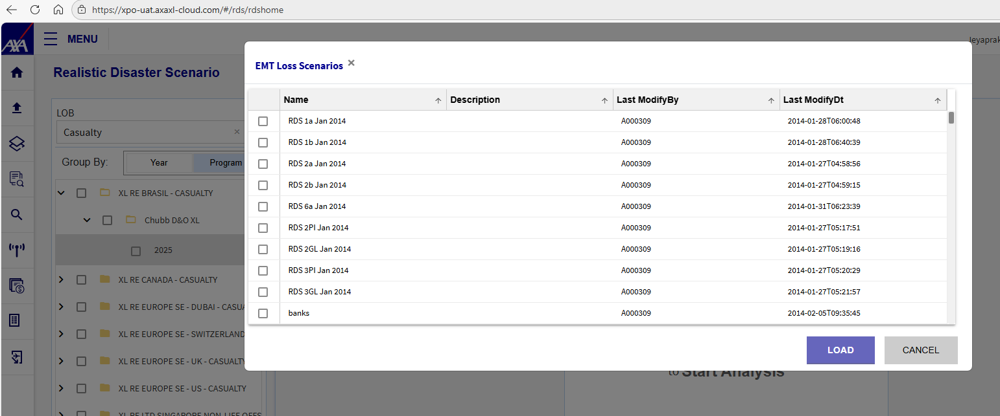 https://xpo-uat.axaxl-cloud.com/#/rds/rdshome
AXA
MENU
Realistic Disaster Scenario
LOB
Casualty
Group By: Year Program
XL RE BRASIL - CASUALTY
Chubb D&O XL
2025
XL RE CANADA - CASUALTY
XL RE EUROPE SE - DUBAI - CASUA
XL RE EUROPE SE - SWITZERLAND
XL RE EUROPE SE - UK - CASUALTY
XL RE EUROPE SE - US - CASUALTY
XL RE LTD SINGAPORE NON-LIFE OFFS
Jeyaprak
EMT Loss Scenarios ×
Name Description Last ModifyBy Last ModifyDt
RDS 1a Jan 2014 A000309 2014-01-28T06:00:48
RDS 1b Jan 2014 A000309 2014-01-28T06:40:39
RDS 2a Jan 2014 A000309 2014-01-27T04:58:56
RDS 2b Jan 2014 A000309 2014-01-27T04:59:15
RDS 6a Jan 2014 A000309 2014-01-31T06:23:39
RDS 2PI Jan 2014 A000309 2014-01-27T05:17:51
RDS 2GL Jan 2014 A000309 2014-01-27T05:19:16
RDS 3PI Jan 2014 A000309 2014-01-27T05:20:29
RDS 3GL Jan 2014 A000309 2014-01-27T05:21:57
banks A000309 2014-02-05T09:35:45
LOAD CANCEL
to Start Analysis